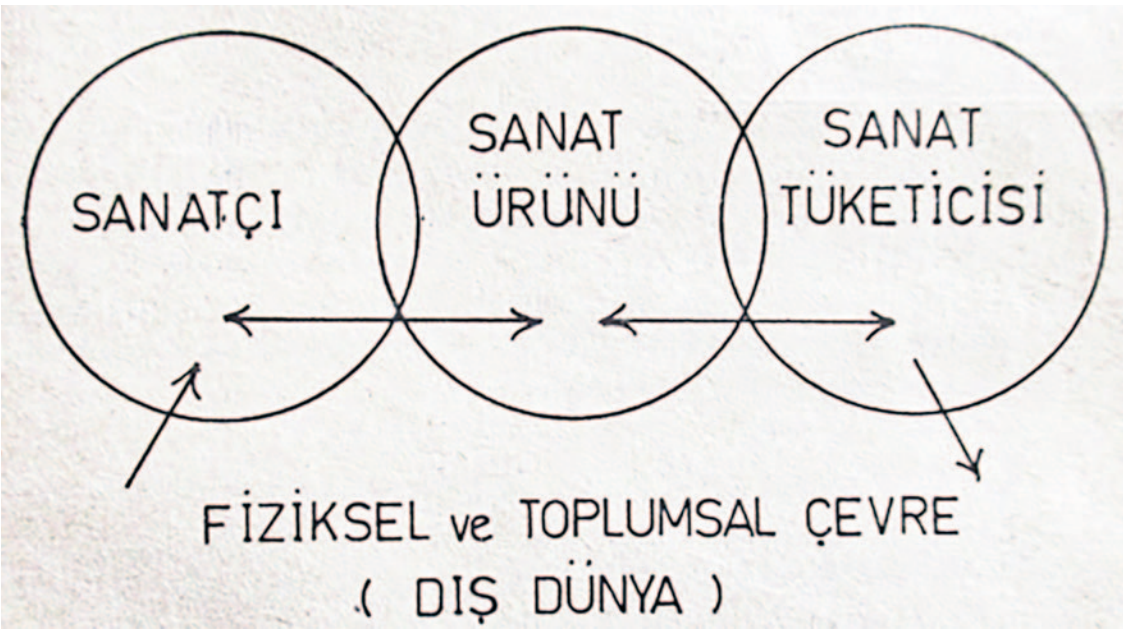 SANATÇI
SANAT
ÜRÜNÜ
SANAT
TÜKETİCİSİ
FİZİKSEL ve TOPLUMSAL ÇEVRE
( DIŞ DÜNYA )